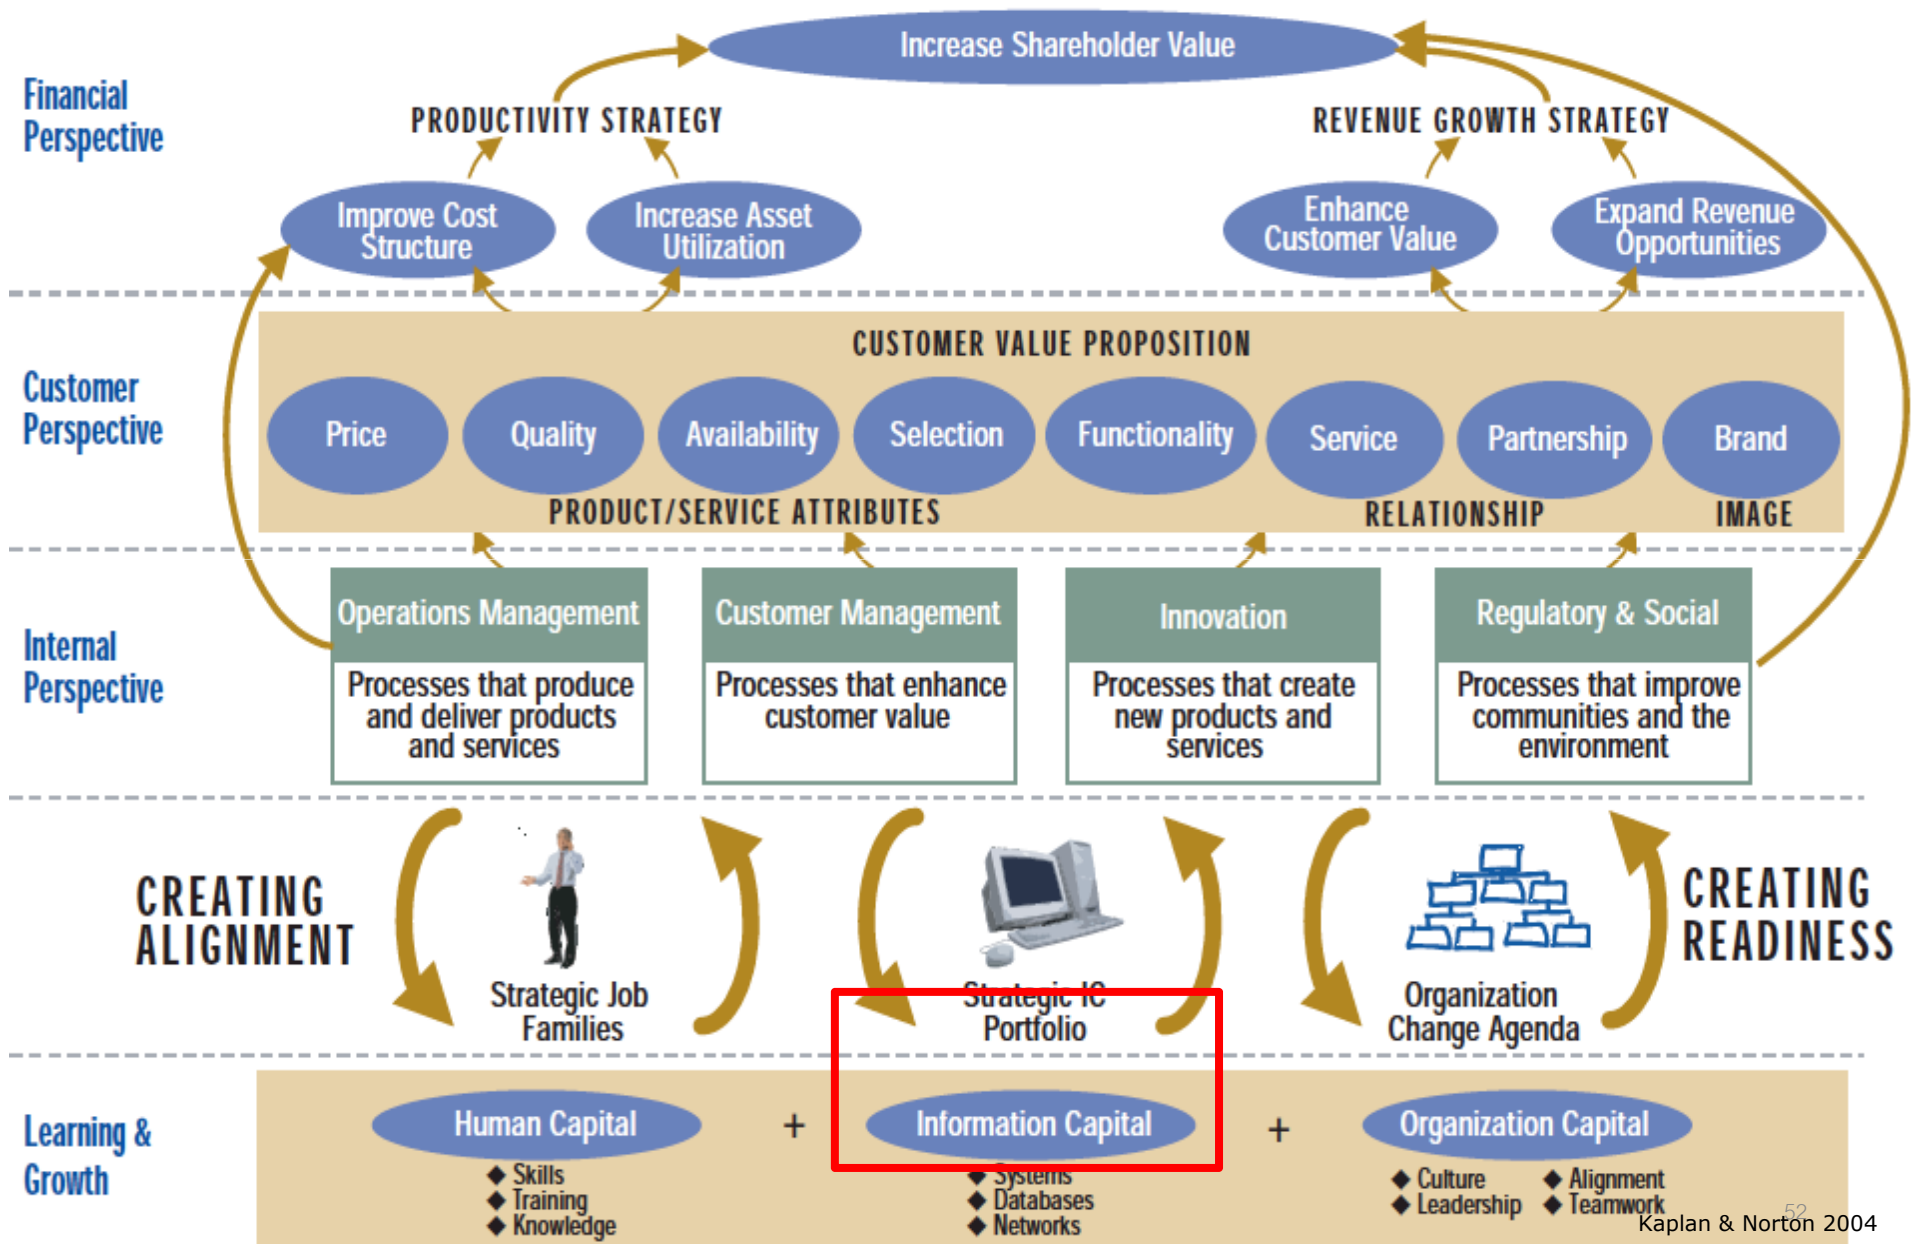 Increase Shareholder Value
Financial
Perspective
PRODUCTIVITY STRATEGY
REVENUE GROWTH STRATEGY
Improve Cost
Structure
Increase Asset
Utilization
Enhance
Customer Value
Expand Revenue
Opportunities
CUSTOMER VALUE PROPOSITION
Customer
Perspective
Price
Quality
Availability
Selection
Functionality
Service
Partnership
Brand
PRODUCT/SERVICE ATTRIBUTES
RELATIONSHIP
IMAGE
Internal
Perspective
Operations Management
Processes that produce
and deliver products
and services
Customer Management
Processes that enhance
customer value
Innovation
Processes that create
new products and
services
Regulatory & Social
Processes that improve
communities and the
environment
CREATING
ALIGNMENT
Strategic Job
Families
Strategic IC
Portfolio
Organization
Change Agenda
CREATING
READINESS
Learning &
Growth
Human Capital
◆ Skills
◆ Training
◆ Knowledge
+
Information Capital
◆ Systems
◆ Databases
◆ Networks
+
Organization Capital
◆ Culture
◆ Leadership
◆ Alignment
◆ Teamwork
52
Kaplan & Norton 2004